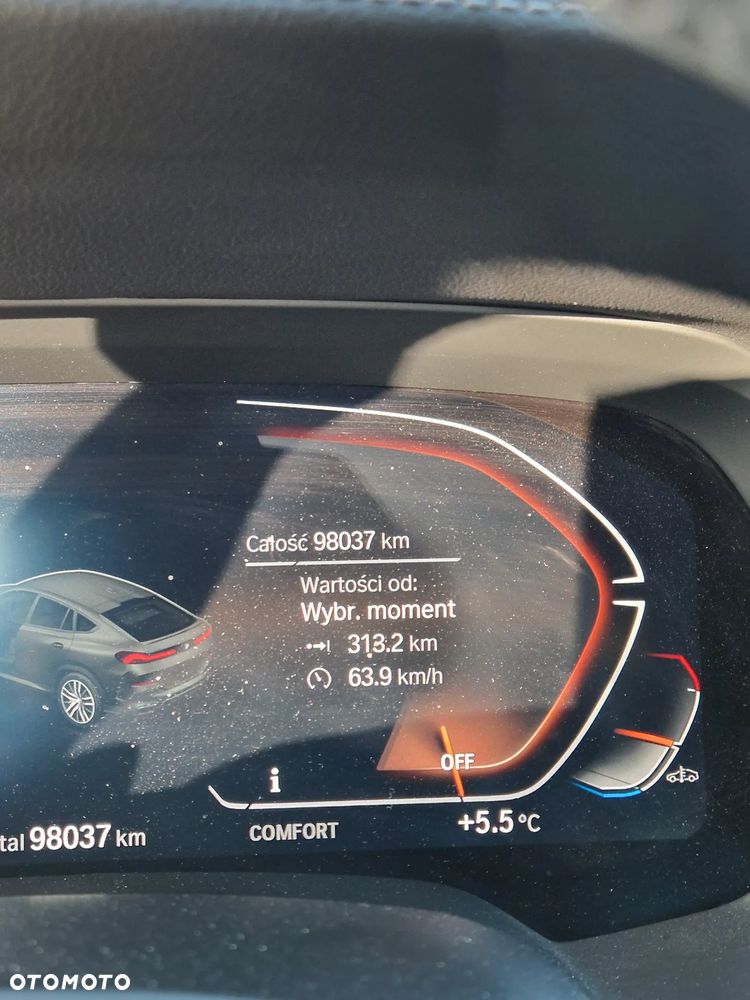 Całość 98037 km
Wartości od:
Wybr. moment
313.2 km
63.9 km/h
OFF
i
tal 98037 km
COMFORT
+5.5 °C
OTOMOTO